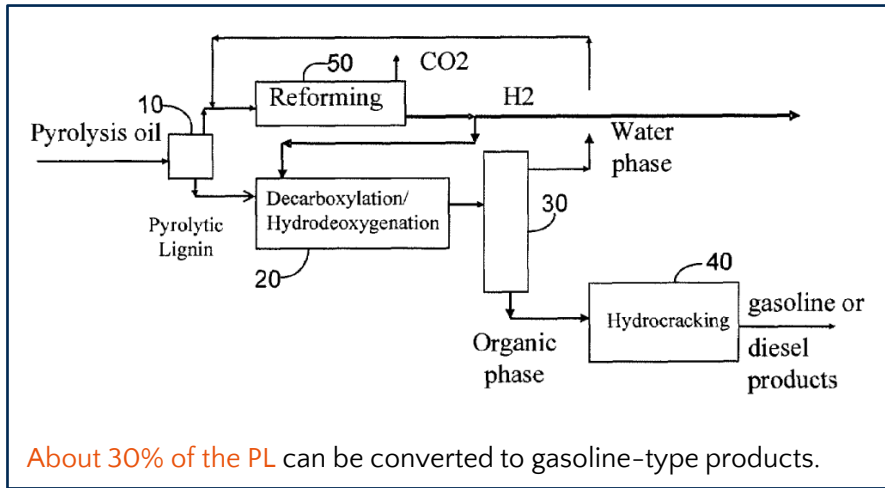 50
CO2
Reforming
H2
10
Pyrolysis oil
Water
phase
Decarboxylation/
Hydrodeoxygenation
30
Pyrolytic
Lignin
20
40
Hydrocracking
gasoline or
diesel
products
Organic
phase
About 30% of the PL can be converted to gasoline-type products.